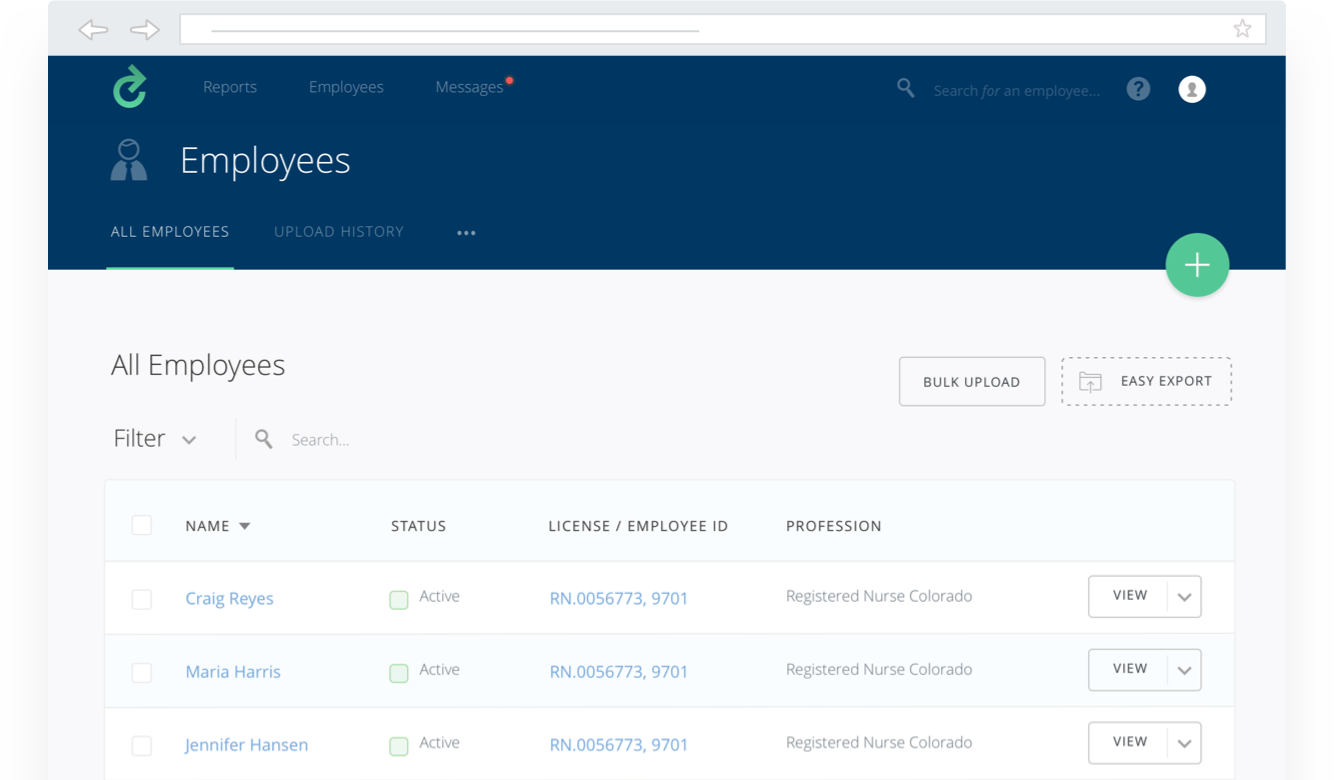 Reports Employees Messages Search for an employee... ?
Employees
ALL EMPLOYEES UPLOAD HISTORY •••
+
All Employees
BULK UPLOAD EASY EXPORT
Filter Search...
NAME STATUS LICENSE / EMPLOYEE ID PROFESSION
Craig Reyes Active RN.0056773, 9701 Registered Nurse Colorado VIEW
Maria Harris Active RN.0056773, 9701 Registered Nurse Colorado VIEW
Jennifer Hansen Active RN.0056773, 9701 Registered Nurse Colorado VIEW